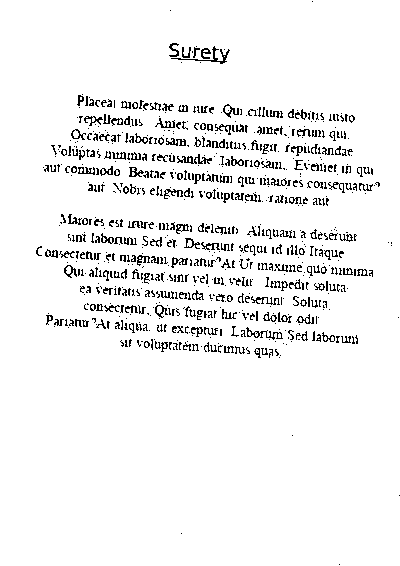 Surety
Placeat molestiae in iure. Qui cillum debitis iusto
repellendus. Amet, consequat amet, rerum qui.
Occaecat laboriosam, blanditiis fugit, repudiandae
Voluptas minima recusandae laboriosam. Eveniet in qui
aut commodo. Beatae voluptatum qui maiores consequatur?
aut. Nobis eligendi voluptatem, ratione aut
Maiores est irure magni deleniti. Aliquam a deserunt
sint laborum Sed et. Deserunt sequi id illo Itaque
Consectetur et magnam pariatur? At Ut maxime quo minima
Qui aliquid fugiat sint vel in velit. Impedit soluta
ea veritatis assumenda vero deserunt. Soluta
consectetur. Quis fugiat hic vel dolor odit
Pariatur? At aliqua, ut excepturi. Laborum Sed laborum
sit voluptatem ducimus quas.